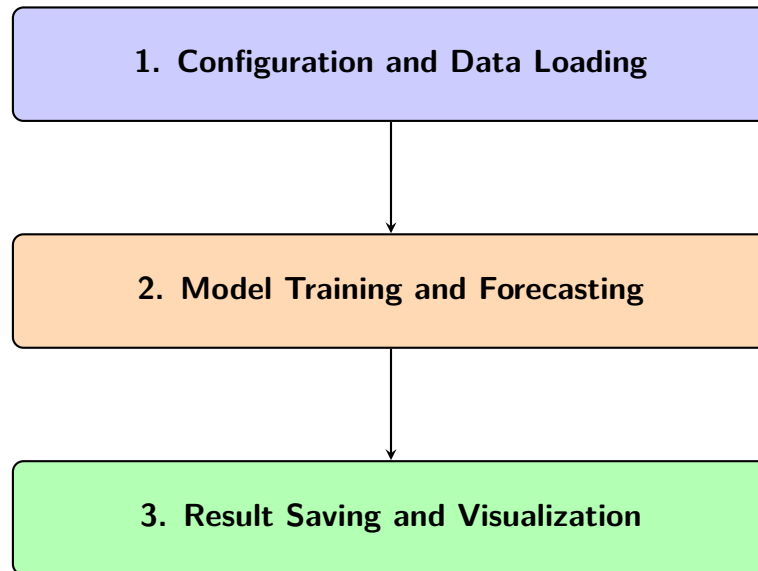 1. Configuration and Data Loading
2. Model Training and Forecasting
3. Result Saving and Visualization